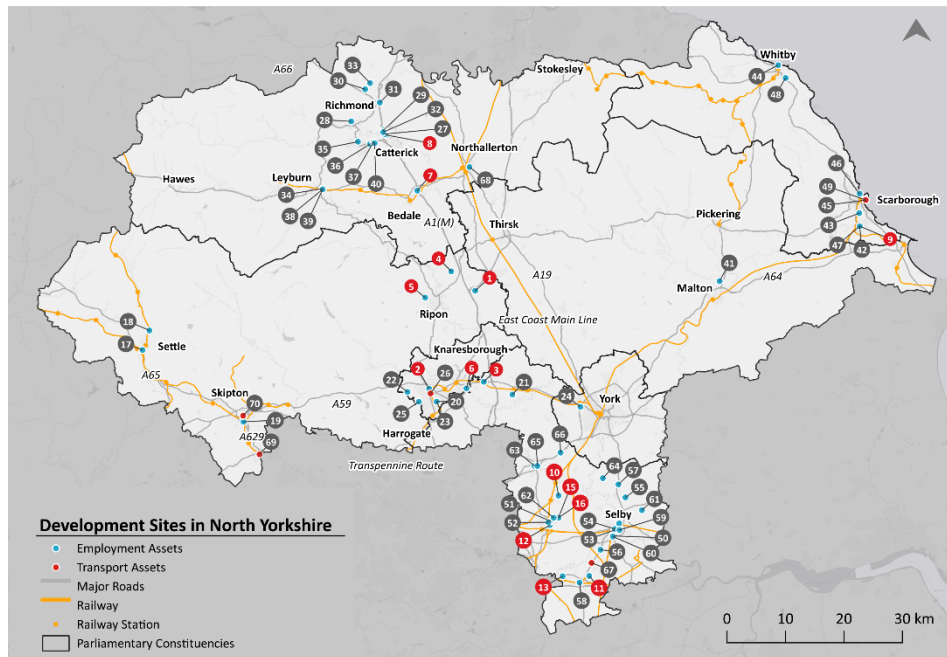 Whitby
44
48
Stokesley
A66
33
30
Richmond
31
29
32
28
27
8
35
Catterick
36
37
40
Northallerton
7
68
Hawes
Leyburn
34
38
39
Bedale
A1(M)
Thirsk
46
49
Scarborough
45
43
47
42
9
Pickering
41
Malton
A64
4
1
5
Ripon
A19
East Coast Main Line
18
17
Settle
A65
Knaresborough
2
26
6
3
22
21
24
York
Skipton
70
A59
19
25
20
23
A629
69
Harrogate
Transpennine Route
63
65
66
10
15
64
57
55
62
51
16
61
52
54
Selby
59
12
53
50
56
60
67
13
11
58
Development Sites in North Yorkshire
Employment Assets
Transport Assets
Major Roads
Railway
Railway Station
Parliamentary Constituencies
0 10 20 30 km